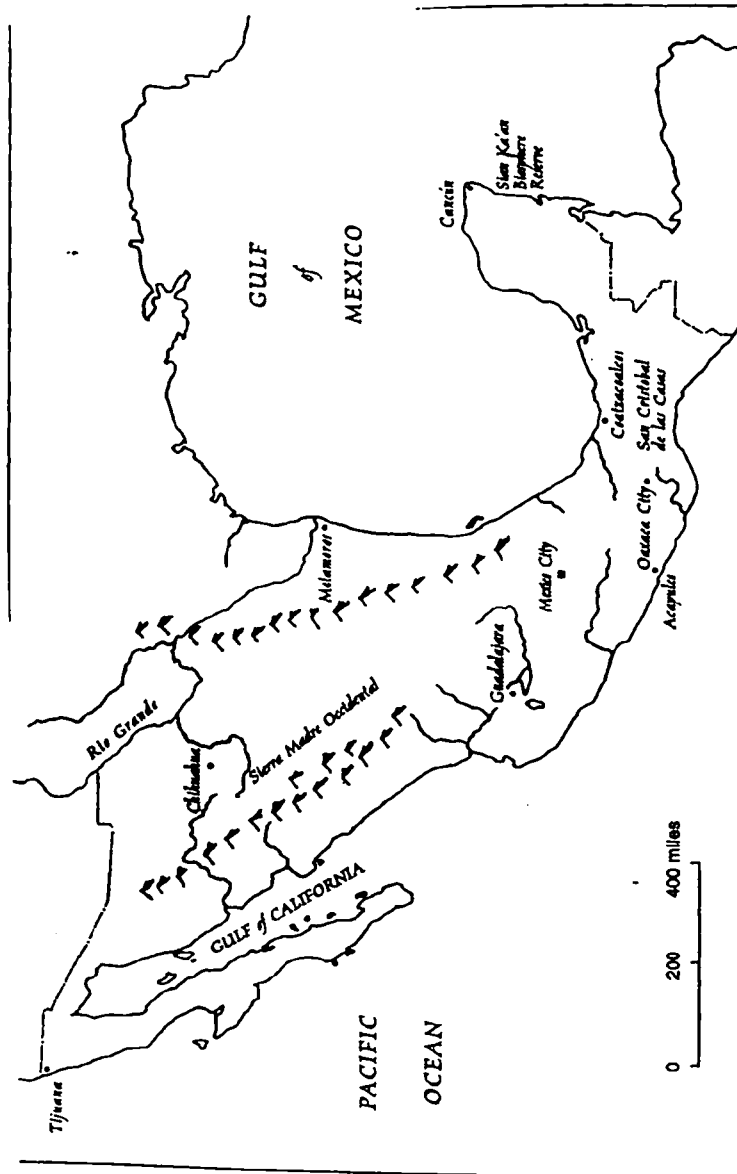 Tijuana
Rio Grande
Chihuahua
Sierra Madre Occidental
GULF of CALIFORNIA
PACIFIC
OCEAN
GULF
of
MEXICO
Matamoros
Guadalajara
Mexico City
Acapulco
Oaxaca City
Coatzacoalcos
San Cristobal
de las Casas
Cancún
Sian Ka'an
Biosphere
Reserve
0 200 400 miles